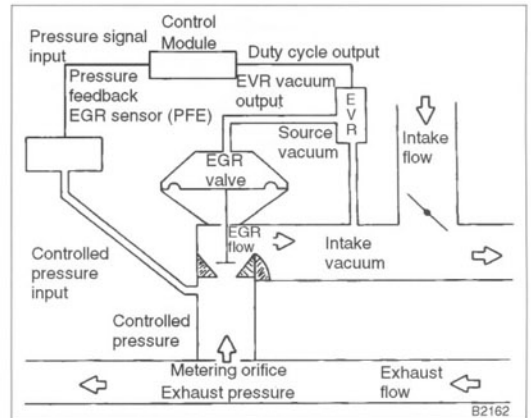 Pressure signal
input
Control
Module
Duty cycle output
Pressure
feedback
EGR sensor (PFE)
EVR vacuum
output
E
V
R
Source
vacuum
Intake
flow
EGR
valve
EGR
flow
Intake
vacuum
Controlled
pressure
input
Controlled
pressure
Metering orifice
Exhaust pressure
Exhaust
flow
B2162